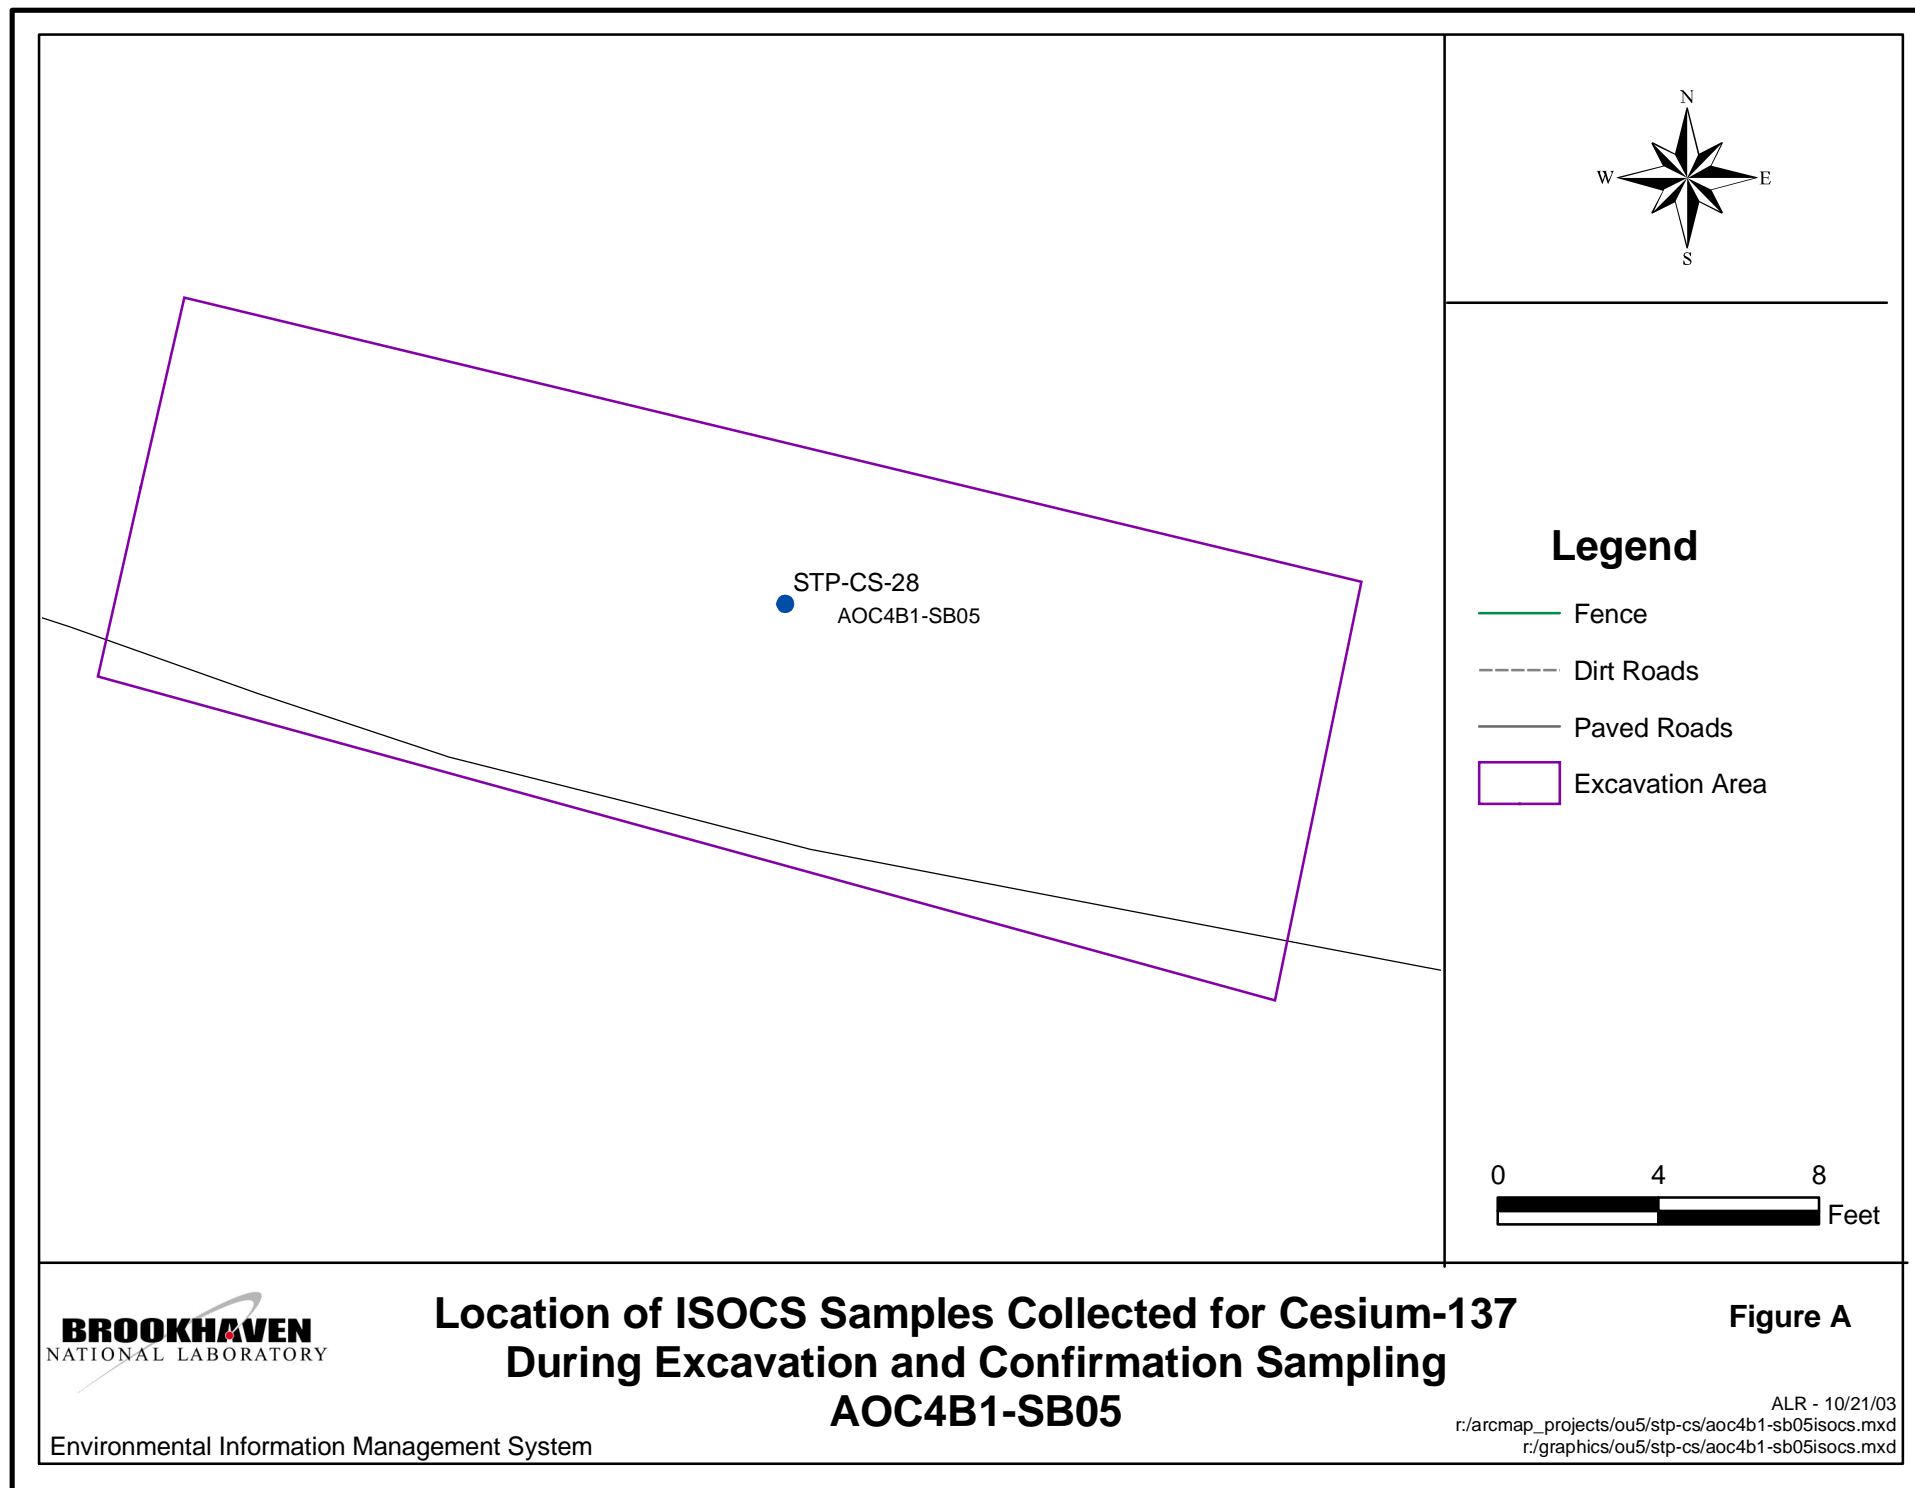 N
W E
S
STP-CS-28
AOC4B1-SB05
Legend
Fence
Dirt Roads
Paved Roads
Excavation Area
0 4 8
Feet
BROOKHAVEN
NATIONAL LABORATORY
Location of ISOCS Samples Collected for Cesium-137
During Excavation and Confirmation Sampling
AOC4B1-SB05
Figure A
Environmental Information Management System
ALR - 10/21/03
r:/arcmap_projects/ou5/stp-cs/aoc4b1-sb05isocs.mxd
r:/graphics/ou5/stp-cs/aoc4b1-sb05isocs.mxd